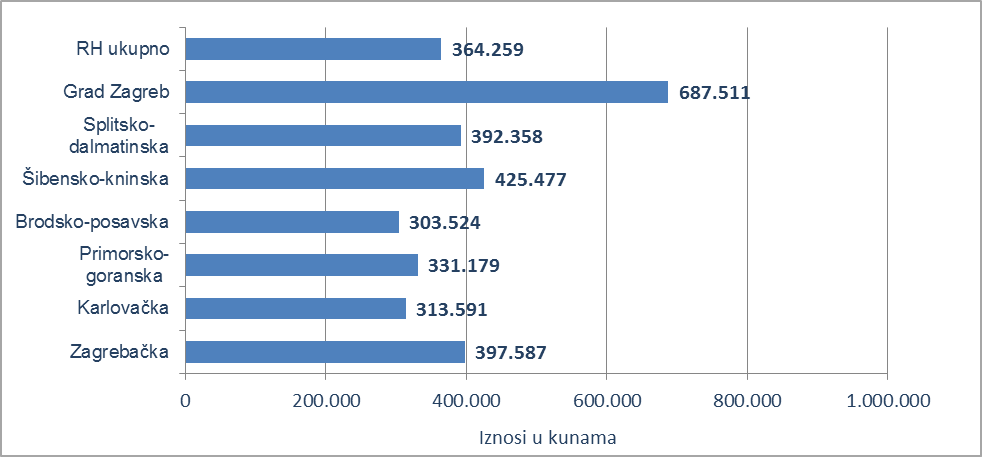 RH ukupno 364.259
Grad Zagreb 687.511
Splitsko-
dalmatinska 392.358
Šibensko-kninska 425.477
Brodsko-posavska 303.524
Primorsko-
goranska 331.179
Karlovačka 313.591
Zagrebačka 397.587
0 200.000 400.000 600.000 800.000 1.000.000
Iznosi u kunama